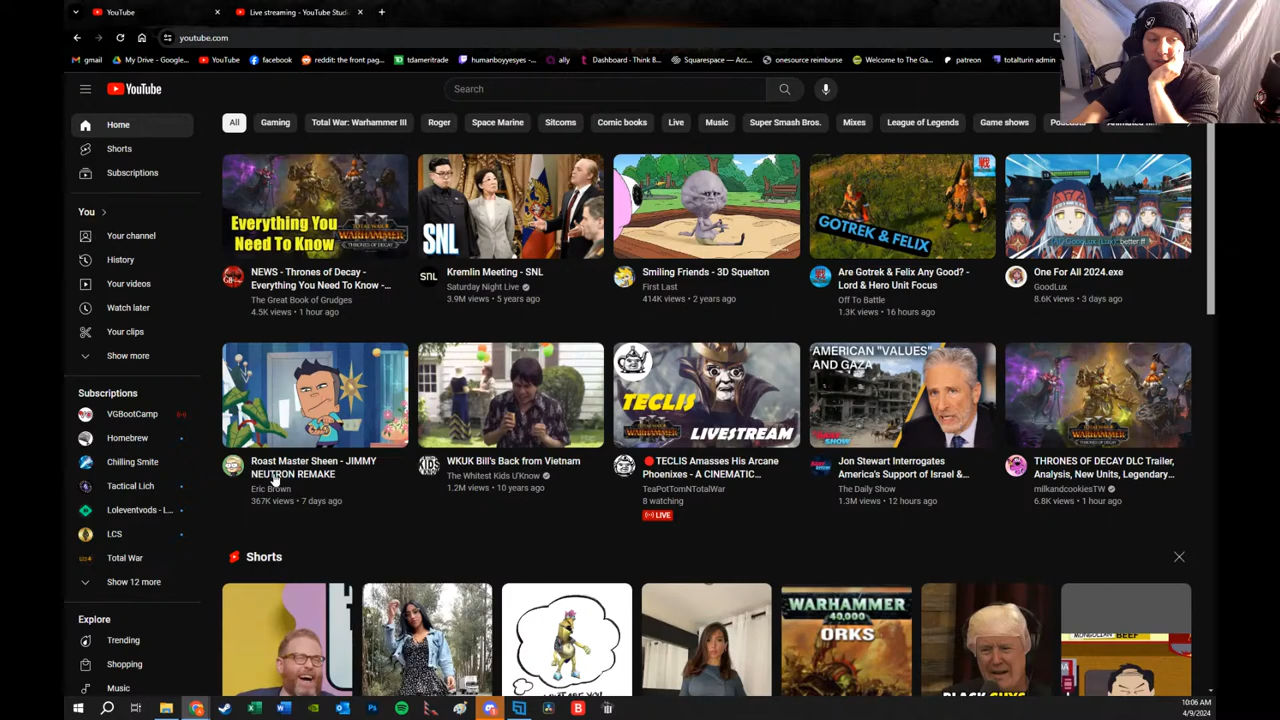 YouTube
Live streaming - YouTube Stud
youtube.com
gmail
My Drive - Google...
YouTube
facebook
reddit: the front pag...
tdameritrade
humanboyyesyes - ...
ally
Dashboard - Think B...
Squarespace — Acc...
onesource reimburse
Welcome to The Ga...
patreon
totalturin admin
YouTube
Search
Home
Shorts
Subscriptions
You
Your channel
History
Your videos
Watch later
Your clips
Show more
Subscriptions
VGBootCamp
Homebrew
Chilling Smite
Tactical Lich
Loleventvods - L...
LCS
Total War
Show 12 more
Explore
Trending
Shopping
Music
All
Gaming
Total War: Warhammer III
Roger
Space Marine
Sitcoms
Comic books
Live
Music
Super Smash Bros.
Mixes
League of Legends
Game shows
Everything You
Need To Know
NEWS - Thrones of Decay -
Everything You Need To Know -...
The Great Book of Grudges
4.5K views • 1 hour ago
SNL
Kremlin Meeting - SNL
Saturday Night Live
3.9M views • 5 years ago
Smiling Friends - 3D Squelton
First Last
414K views • 2 years ago
GOTREK & FELIX
Are Gotrek & Felix Any Good? -
Lord & Hero Unit Focus
Off To Battle
1.3K views • 16 hours ago
One For All 2024.exe
GoodLux
8.6K views • 3 days ago
Roast Master Sheen - JIMMY
NEUTRON REMAKE
Eric Brown
367K views • 7 days ago
WKUK Bill's Back from Vietnam
The Whitest Kids U'Know
1.2M views • 10 years ago
TECLIS
LIVESTREAM
TECLIS Amasses His Arcane
Phoenixes - A CINEMATIC...
TeaPotTomNTotalWar
8 watching
LIVE
AMERICAN "VALUES"
AND GAZA
Jon Stewart Interrogates
America's Support of Israel &...
The Daily Show
1.3M views • 12 hours ago
THRONES OF DECAY DLC Trailer,
Analysis, New Units, Legendary...
milkandcookiesTW
6.8K views • 1 hour ago
Shorts
WARHAMMER
40,000
ORKS
BLACK GUYS
10:06 AM
4/9/2024